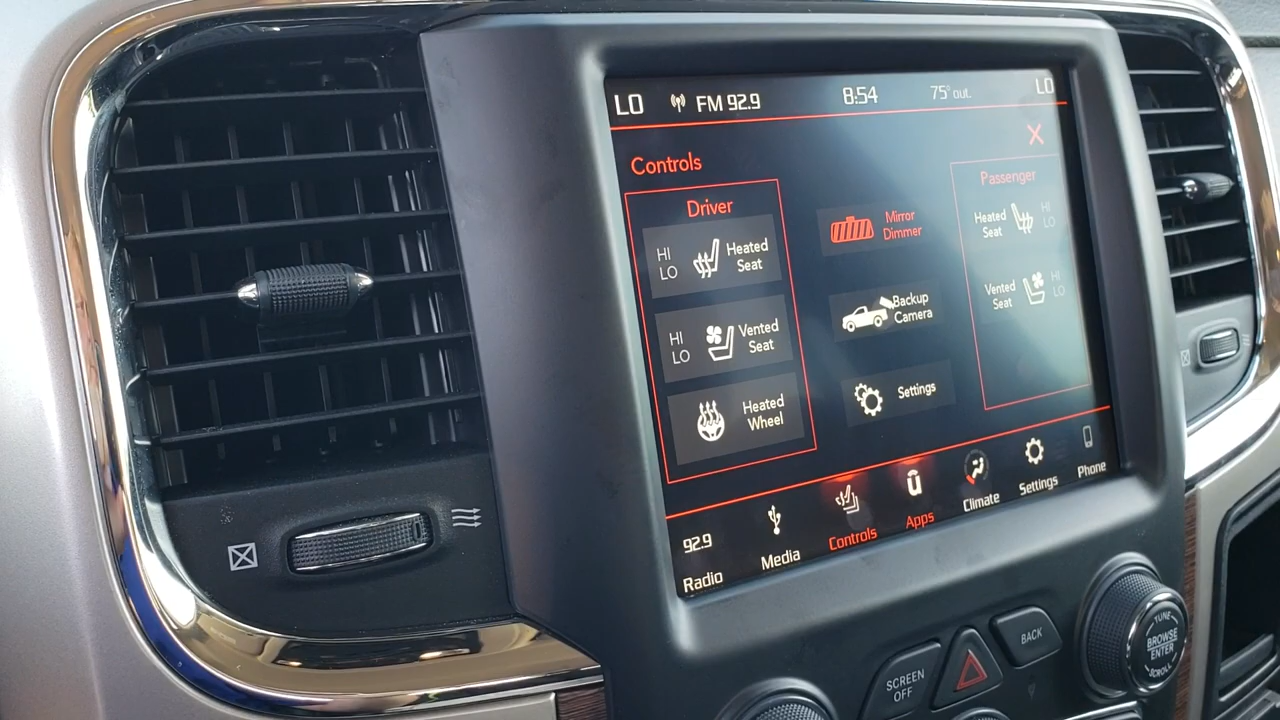 LO FM 92.9 8:54 75° out. LO
Controls
Driver
HI
LO
Heated
Seat
HI
LO
Vented
Seat
Heated
Wheel
Mirror
Dimmer
Backup
Camera
Settings
Passenger
Heated
Seat
HI
LO
Vented
Seat
HI
LO
92.9
Radio
Media
Controls
Apps
Climate
Settings
Phone
SCREEN
OFF
BACK
TUNE
BROWSE
ENTER
SCROLL